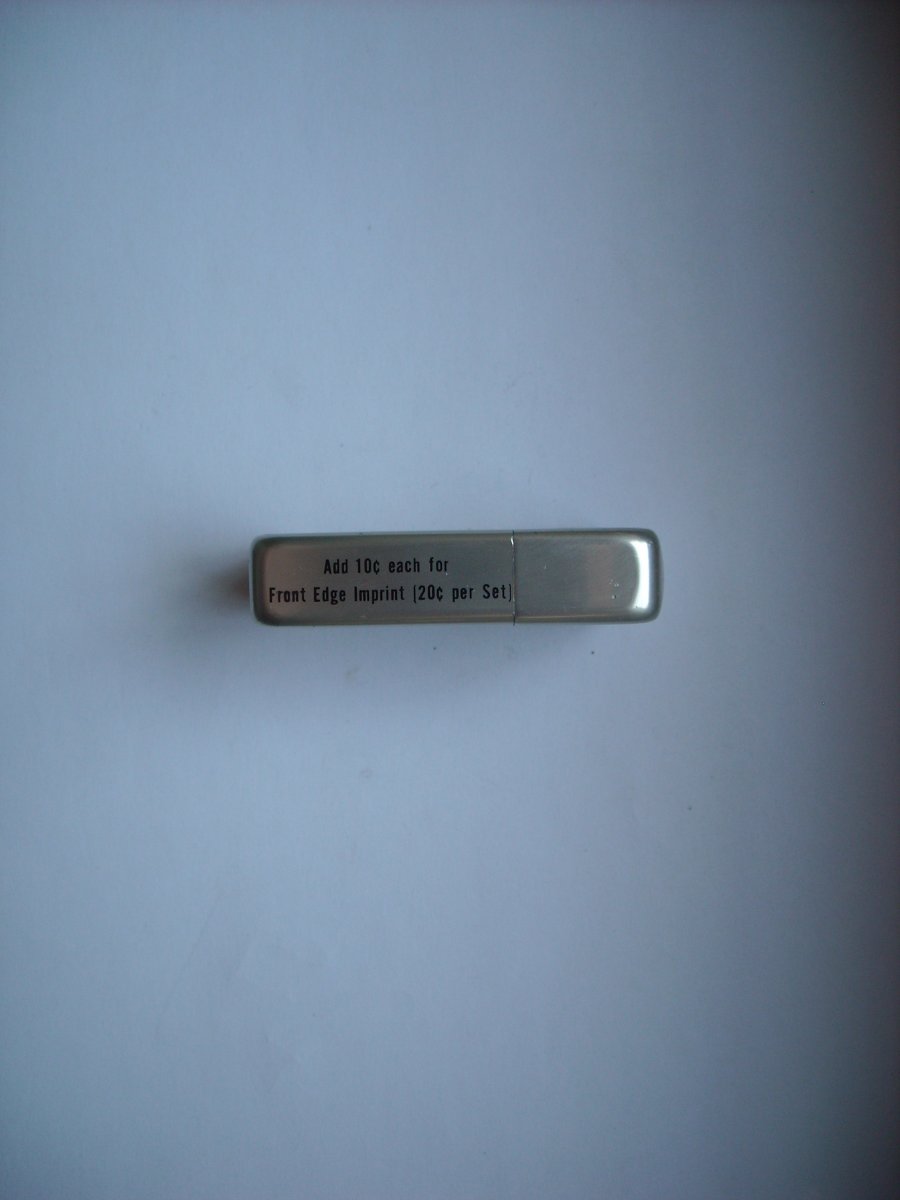 Add 10¢ each for
Front Edge Imprint (20¢ per Set)